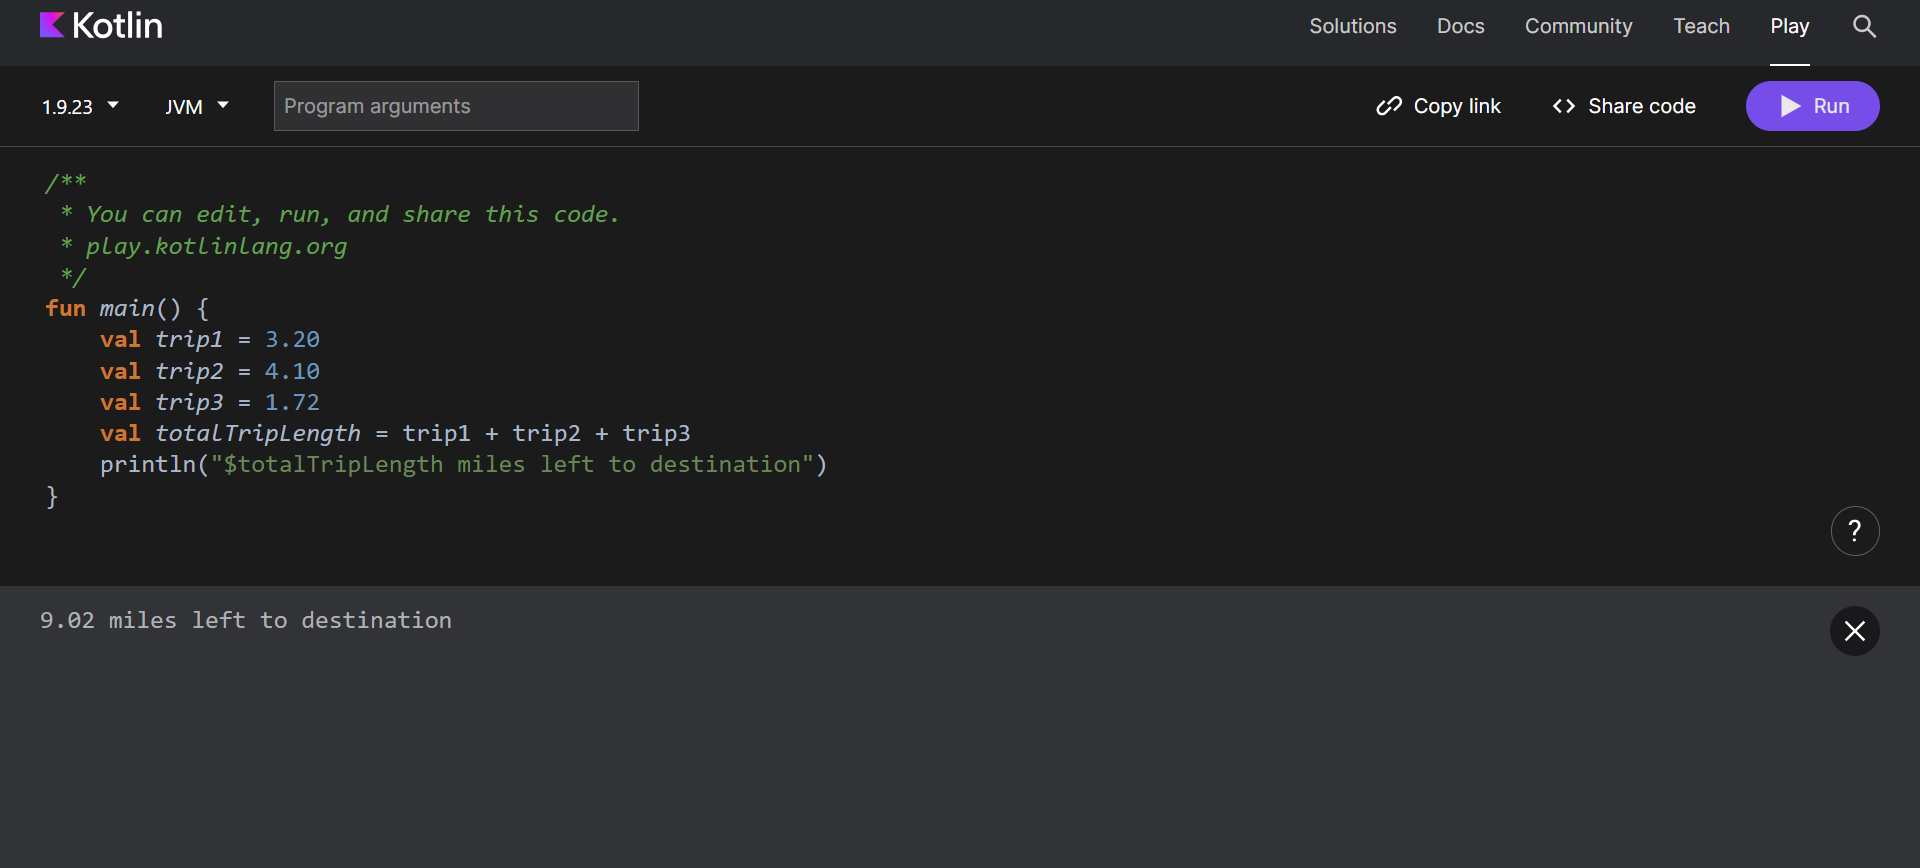 Kotlin
Solutions Docs Community Teach Play
1.9.23 JVM Program arguments Copy link <> Share code Run
/**
 * You can edit, run, and share this code.
 * play.kotlinlang.org
 */
fun main() {
    val trip1 = 3.20
    val trip2 = 4.10
    val trip3 = 1.72
    val totalTripLength = trip1 + trip2 + trip3
    println("$totalTripLength miles left to destination")
}
?
9.02 miles left to destination